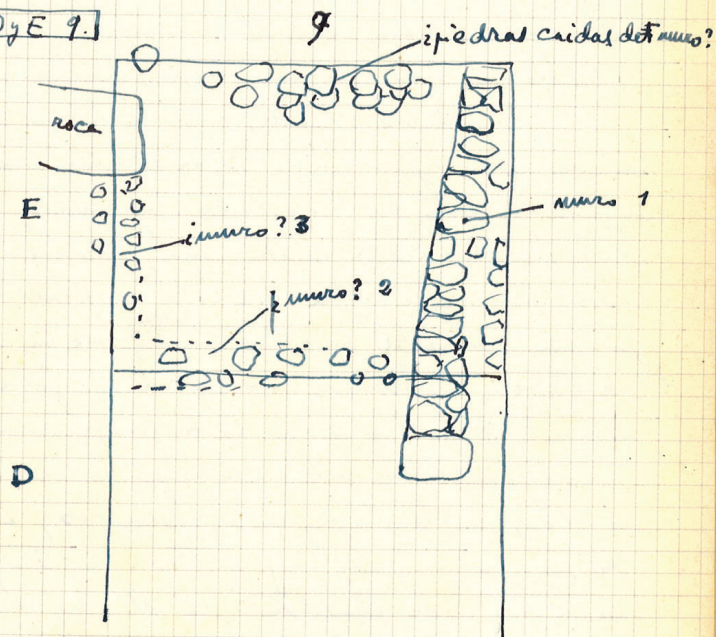 D y E 9.
9
¿piedras caidas del muro?
roca
E
muro 1
¿muro? 3
¿muro? 2
D